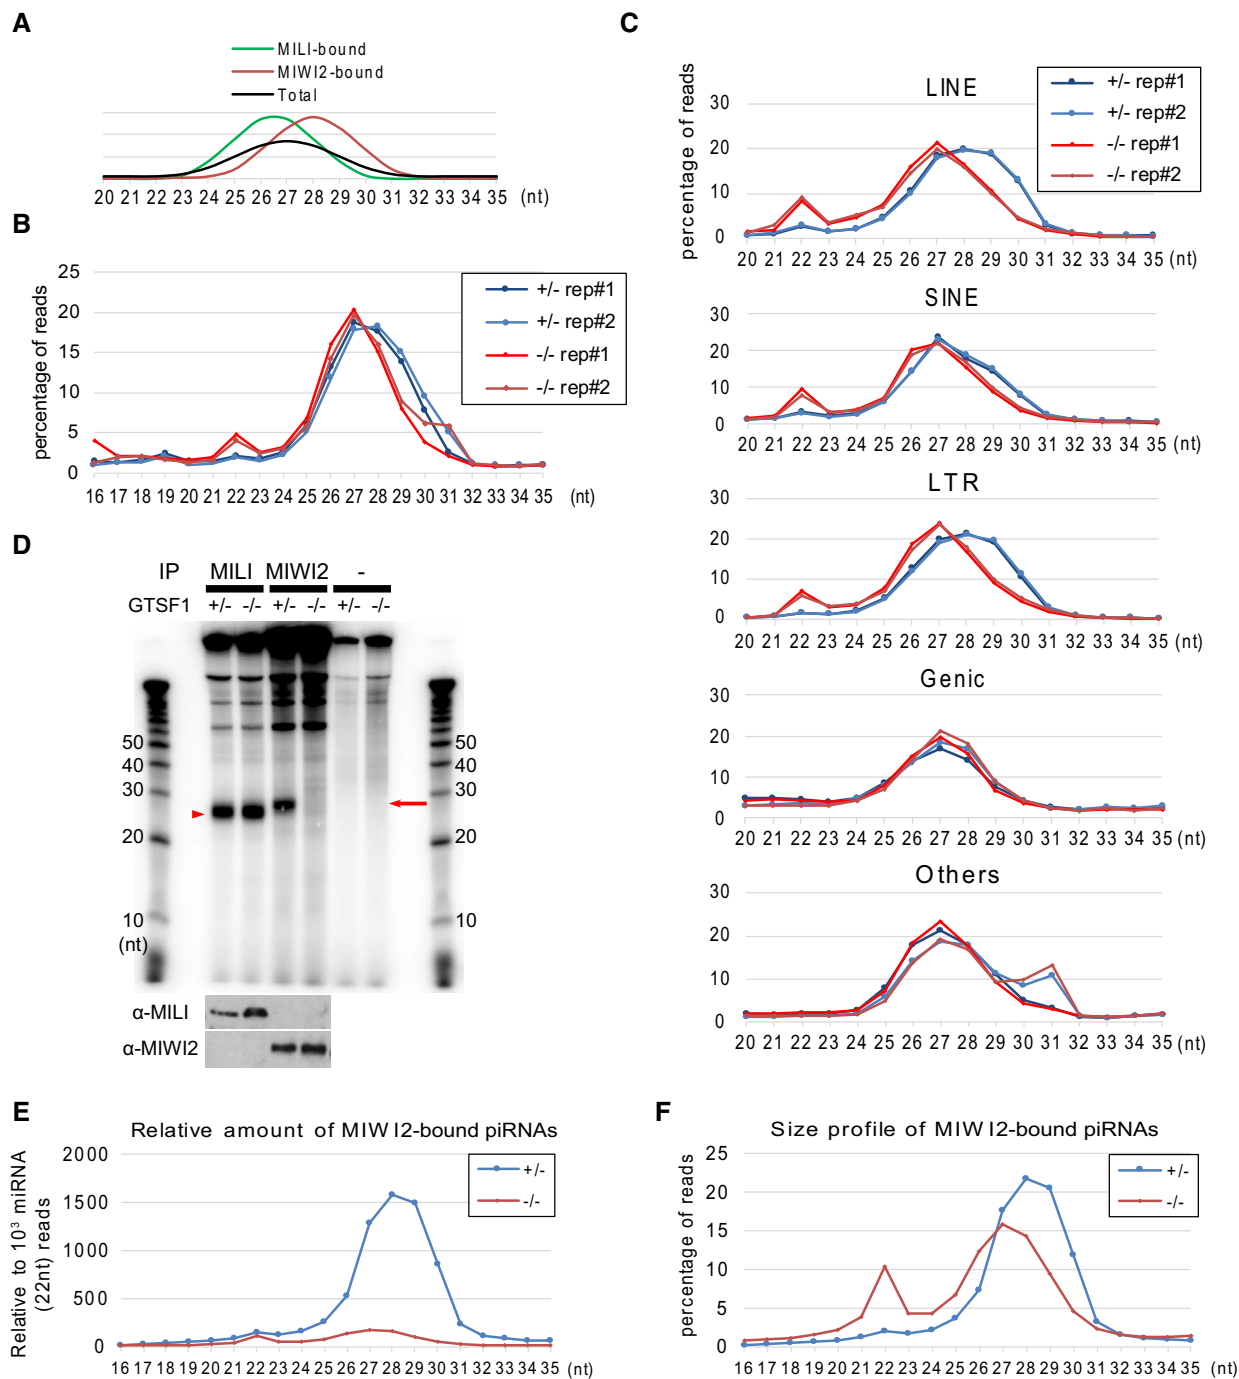 A
MILI-bound
MIWI2-bound
Total
20 21 22 23 24 25 26 27 28 29 30 31 32 33 34 35 (nt)
B
percentage of reads
25
20
15
10
5
0
+/- rep#1
+/- rep#2
-/- rep#1
-/- rep#2
16 17 18 19 20 21 22 23 24 25 26 27 28 29 30 31 32 33 34 35 (nt)
C
percentage of reads
LINE
+/- rep#1
+/- rep#2
-/- rep#1
-/- rep#2
30
20
10
0
20 21 22 23 24 25 26 27 28 29 30 31 32 33 34 35 (nt)
SINE
30
20
10
0
20 21 22 23 24 25 26 27 28 29 30 31 32 33 34 35 (nt)
LTR
30
20
10
0
20 21 22 23 24 25 26 27 28 29 30 31 32 33 34 35 (nt)
Genic
30
20
10
0
20 21 22 23 24 25 26 27 28 29 30 31 32 33 34 35 (nt)
Others
30
20
10
0
20 21 22 23 24 25 26 27 28 29 30 31 32 33 34 35 (nt)
D
IP MILI MIWI2 -
GTSF1 +/- -/- +/- -/- +/- -/-
50 50
40 40
30 30
20 20
10 10
(nt)
α-MILI
α-MIWI2
E
Relative amount of MIWI2-bound piRNAs
Relative to 10³ miRNA
(22nt) reads
2000
1500
1000
500
0
+/-
-/-
16 17 18 19 20 21 22 23 24 25 26 27 28 29 30 31 32 33 34 35 (nt)
F
Size profile of MIWI2-bound piRNAs
percentage of reads
25
20
15
10
5
0
+/-
-/-
16 17 18 19 20 21 22 23 24 25 26 27 28 29 30 31 32 33 34 35 (nt)